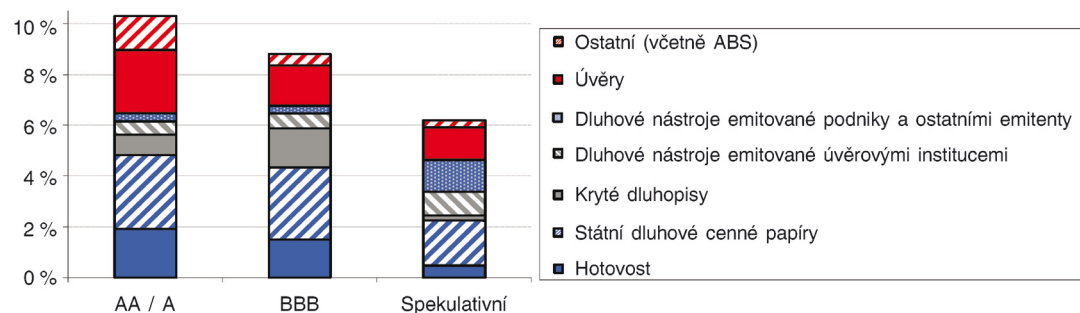 10 %
8 %
6 %
4 %
2 %
0 %
AA / A
BBB
Spekulativní
Ostatní (včetně ABS)
Úvěry
Dluhové nástroje emitované podniky a ostatními emitenty
Dluhové nástroje emitované úvěrovými institucemi
Kryté dluhopisy
Státní dluhové cenné papíry
Hotovost